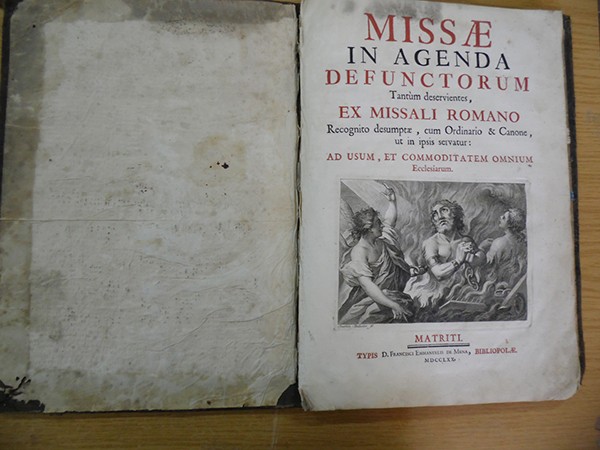 MISSÆ
IN AGENDA
DEFUNCTORUM
Tantùm deservientes,
EX MISSALI ROMANO
Recognito desumptæ, cum Ordinario & Canone,
ut in ipsis servatur:
AD USUM, ET COMMODITATEM OMNIUM
Ecclesiarum.
MATRITI.
TYPIS D. FRANCISCI EMMANUELIS DE MENA, BIBLIOPOLÆ.
MDCCLXX.